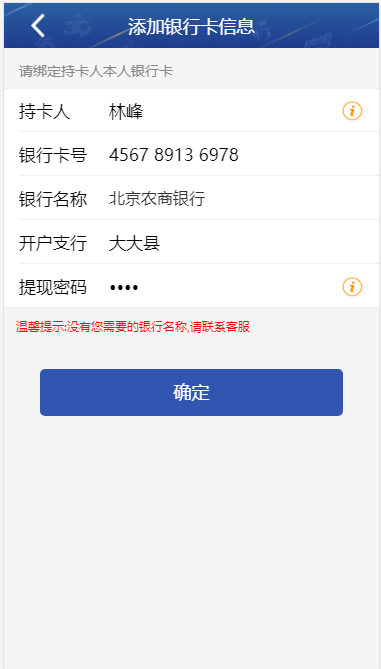 添加银行卡信息
请绑定持卡人本人银行卡
持卡人 林峰
银行卡号 4567 8913 6978
银行名称 北京农商银行
开户支行 大大县
提现密码 ••••
温馨提示:没有您需要的银行名称,请联系客服
确定